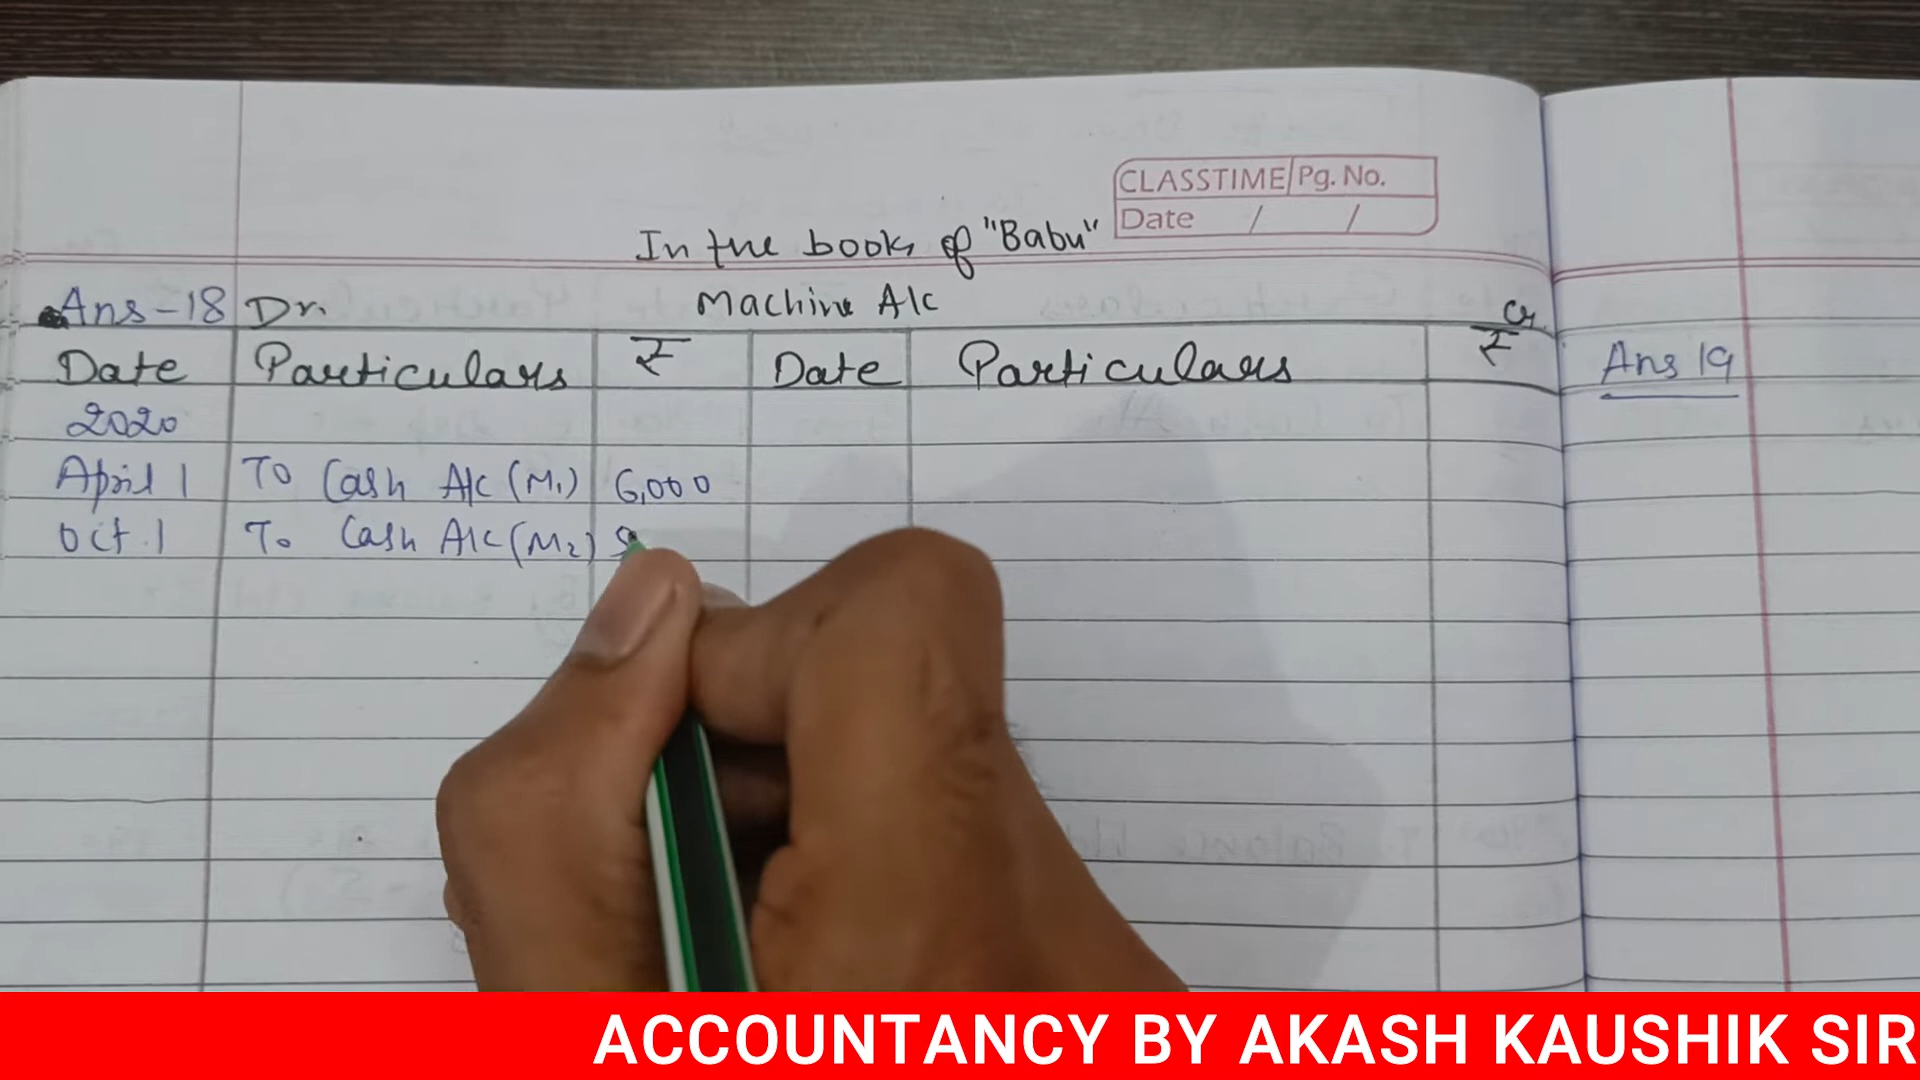 CLASSTIME Pg. No.
Date / /
In the books of "Babu"
Ans-18 Dr. Machine A/c Cr.
Date Particulars ₹ Date Particulars ₹
2020
April 1 To Cash A/c (M1) 6,000
Oct. 1 To Cash A/c (M2)
Ans 19
ACCOUNTANCY BY AKASH KAUSHIK SIR